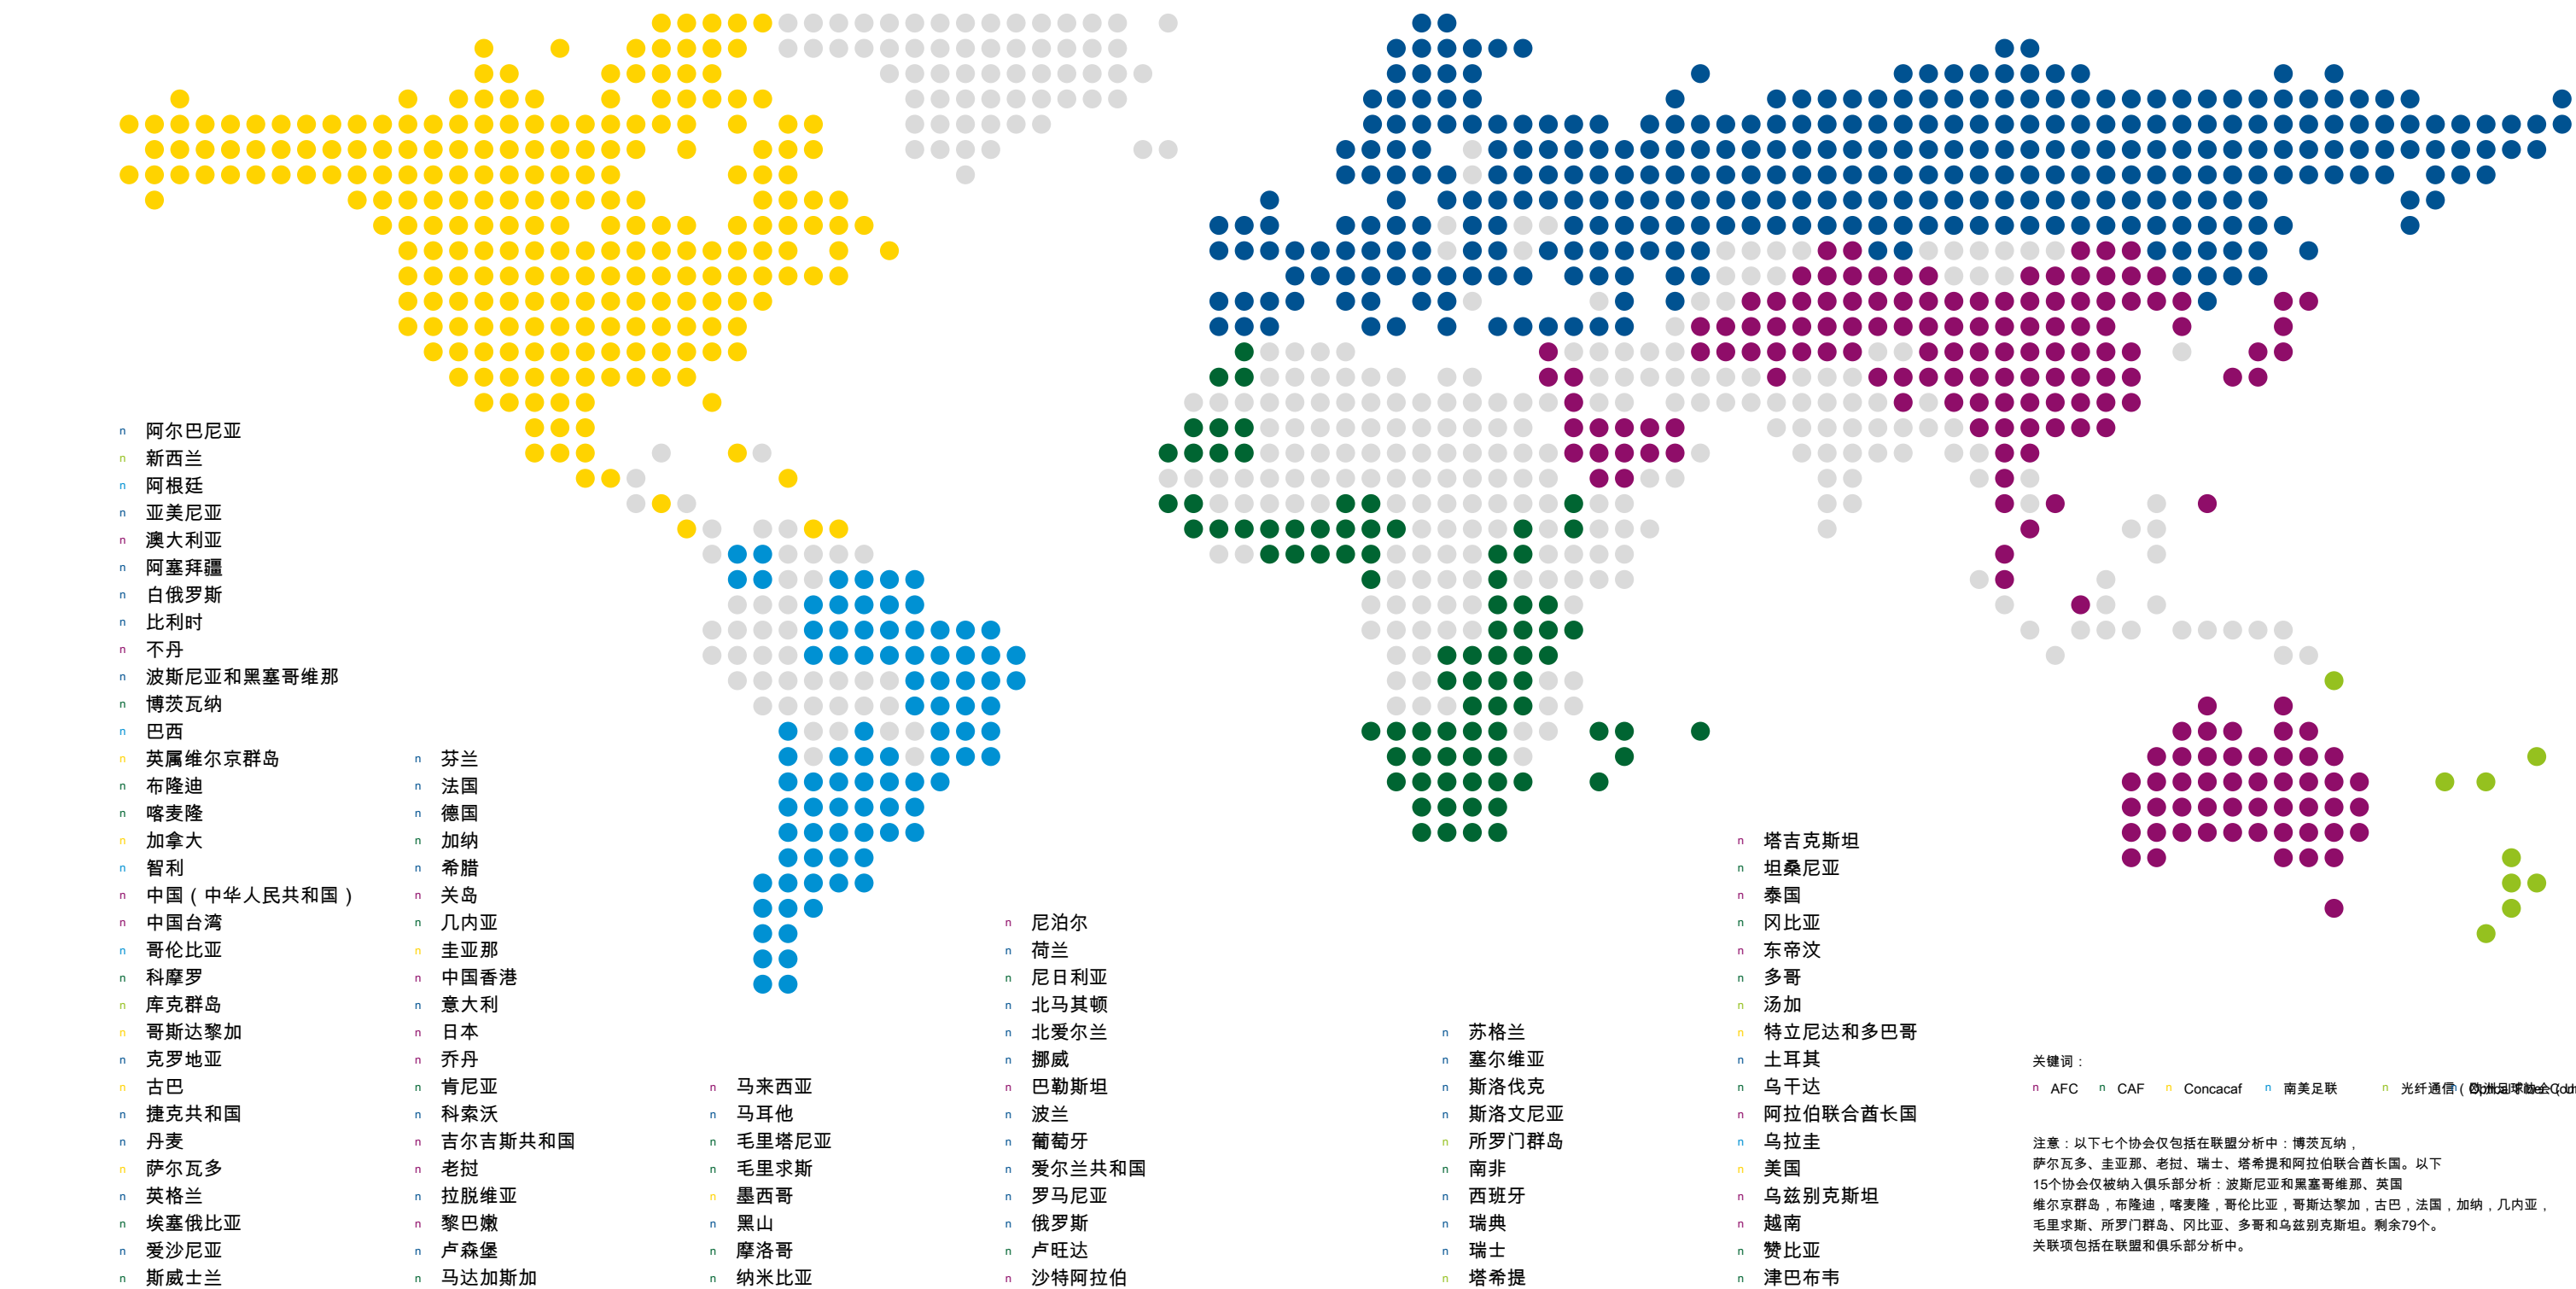 阿尔巴尼亚
新西兰
阿根廷
亚美尼亚
澳大利亚
阿塞拜疆
白俄罗斯
比利时
不丹
波斯尼亚和黑塞哥维那
博茨瓦纳
巴西
英属维尔京群岛
布隆迪
喀麦隆
加拿大
智利
中国（中华人民共和国）
中国台湾
哥伦比亚
科摩罗
库克群岛
哥斯达黎加
克罗地亚
古巴
捷克共和国
丹麦
萨尔瓦多
英格兰
埃塞俄比亚
爱沙尼亚
斯威士兰
芬兰
法国
德国
加纳
希腊
关岛
几内亚
圭亚那
中国香港
意大利
日本
乔丹
肯尼亚
科索沃
吉尔吉斯共和国
老挝
拉脱维亚
黎巴嫩
卢森堡
马达加斯加
马来西亚
马耳他
毛里塔尼亚
毛里求斯
墨西哥
黑山
摩洛哥
纳米比亚
尼泊尔
荷兰
尼日利亚
北马其顿
北爱尔兰
挪威
巴勒斯坦
波兰
葡萄牙
爱尔兰共和国
罗马尼亚
俄罗斯
卢旺达
沙特阿拉伯
苏格兰
塞尔维亚
斯洛伐克
斯洛文尼亚
所罗门群岛
南非
西班牙
瑞典
瑞士
塔希提
塔吉克斯坦
坦桑尼亚
泰国
冈比亚
东帝汶
多哥
汤加
特立尼达和多巴哥
土耳其
乌干达
阿拉伯联合酋长国
乌拉圭
美国
乌兹别克斯坦
越南
赞比亚
津巴布韦
关键词：
n AFC n CAF n Concacaf n 南美足联 n 光纤通信
注意：以下七个协会仅包括在联盟分析中：博茨瓦纳，
萨尔瓦多、圭亚那、老挝、瑞士、塔希提和阿拉伯联合酋长国。以下
15个协会仅被纳入俱乐部分析：波斯尼亚和黑塞哥维那、英国
维尔京群岛，布隆迪，喀麦隆，哥伦比亚，哥斯达黎加，古巴，法国，加纳，几内亚，
毛里求斯、所罗门群岛、冈比亚、多哥和乌兹别克斯坦。剩余79个。
关联项包括在联盟和俱乐部分析中。